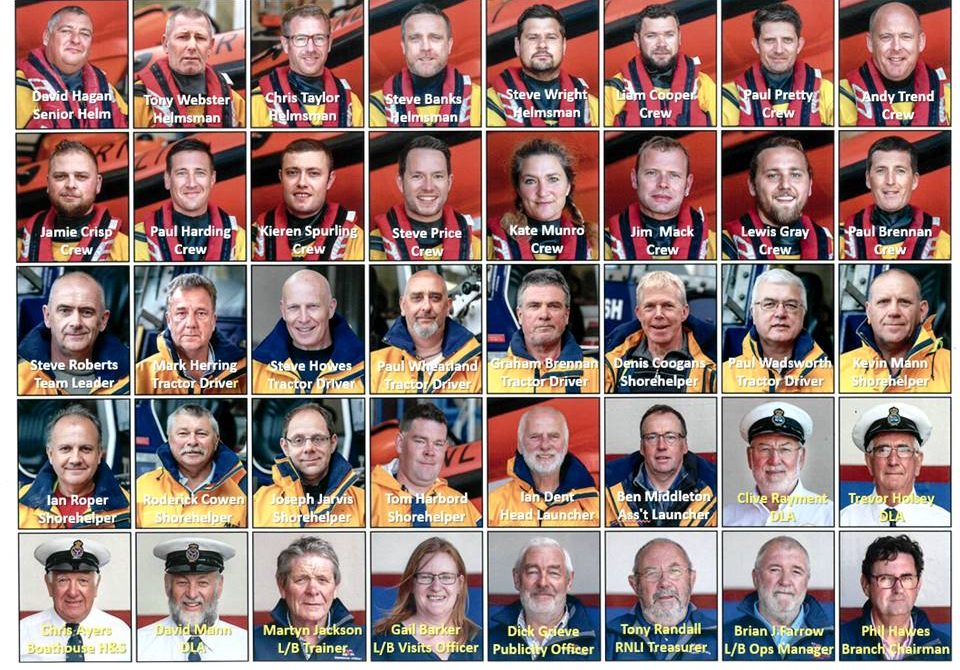 David Hagan
Senior Helm
Tony Webster
Helmsman
Chris Taylor
Helmsman
Steve Banks
Helmsman
Steve Wright
Helmsman
Liam Cooper
Crew
Paul Pretty
Crew
Andy Trend
Crew
Jamie Crisp
Crew
Paul Harding
Crew
Kieren Spurling
Crew
Steve Price
Crew
Kate Munro
Crew
Jim Mack
Crew
Lewis Gray
Crew
Paul Brennan
Crew
Steve Roberts
Team Leader
Mark Herring
Tractor Driver
Steve Howes
Tractor Driver
Paul Wheatland
Tractor Driver
Graham Brennan
Tractor Driver
Denis Coogans
Shorehelper
Paul Wadsworth
Tractor Driver
Kevin Mann
Shorehelper
Ian Roper
Shorehelper
Roderick Cowen
Shorehelper
Joseph Jarvis
Shorehelper
Tom Harbord
Shorehelper
Ian Dent
Head Launcher
Ben Middleton
Ass't Launcher
Clive Rayment
DLA
Trevor Holsey
DLA
Chris Ayers
Boathouse H&S
David Mann
DLA
Martyn Jackson
L/B Trainer
Gail Barker
L/B Visits Officer
Dick Grieve
Publicity Officer
Tony Randall
RNLI Treasurer
Brian J.Farrow
L/B Ops Manager
Phil Hawes
Branch Chairman